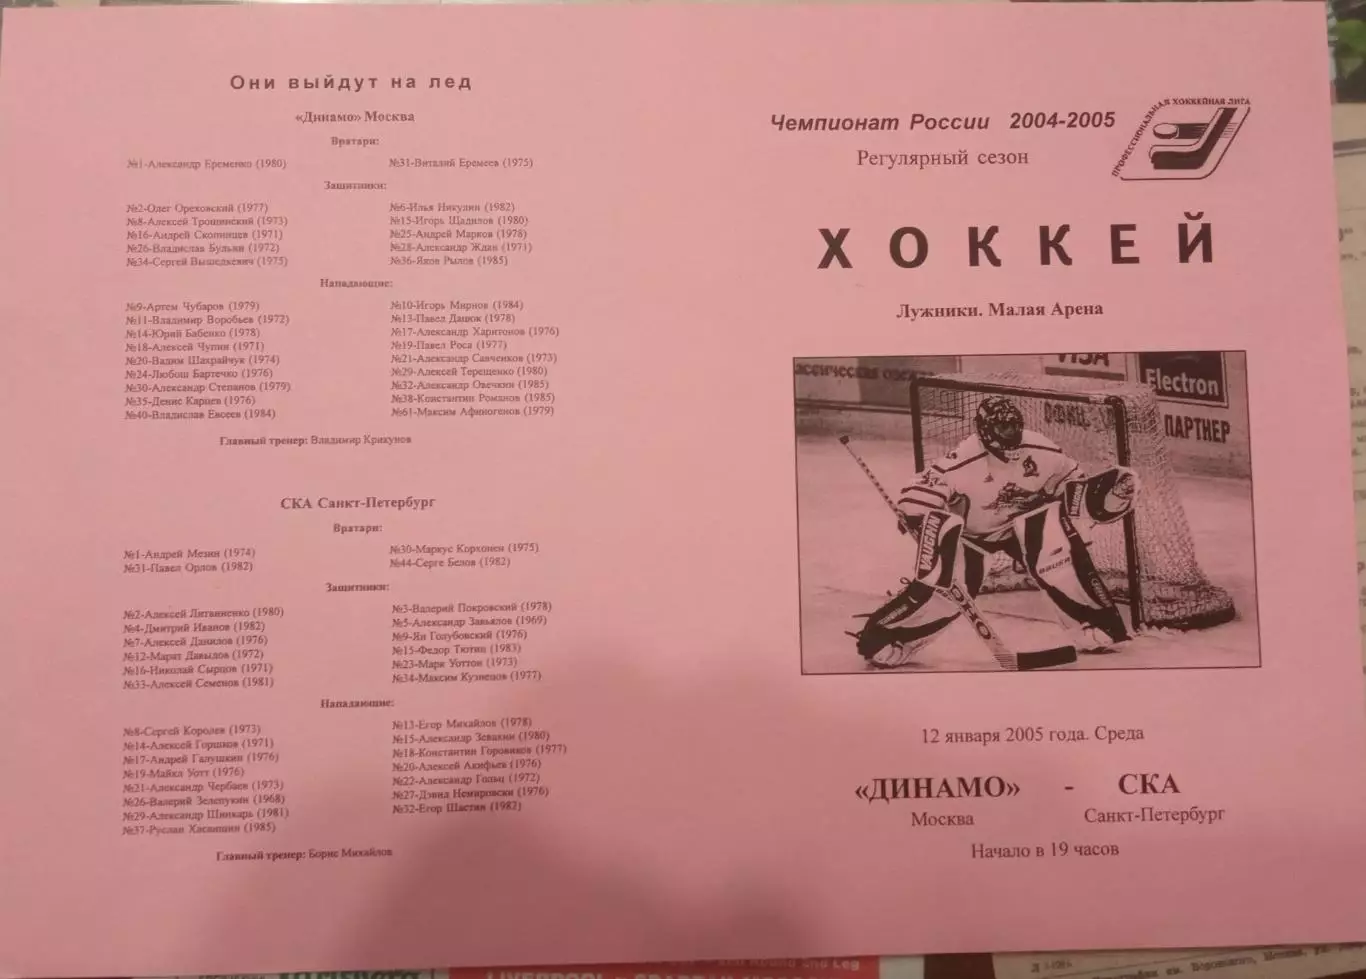 Они выйдут на лед
«Динамо» Москва
Вратари:
№1-Александр Еременко (1980)
№31-Виталий Еремеев (1975)
Защитники:
№2-Олег Ореховский (1977)
№8-Алексей Трощинский (1973)
№16-Андрей Скопинцев (1971)
№26-Владислав Бульин (1972)
№34-Сергей Вышедкевич (1975)
№6-Илья Никулин (1982)
№15-Игорь Щадилов (1980)
№25-Андрей Марков (1978)
№28-Александр Ждан (1971)
№36-Яков Рылов (1985)
Нападающие:
№9-Артем Чубаров (1979)
№11-Владимир Воробьев (1972)
№14-Юрий Бабенко (1978)
№18-Алексей Чупин (1971)
№20-Вадим Шахрайчук (1974)
№24-Любош Бартечко (1976)
№30-Александр Степанов (1979)
№35-Денис Карцев (1976)
№40-Владислав Евсеев (1984)
№10-Игорь Мирнов (1984)
№13-Павел Дацюк (1978)
№17-Александр Харитонов (1976)
№19-Павел Роса (1977)
№21-Александр Савченков (1973)
№29-Алексей Терещенко (1980)
№32-Александр Овечкин (1985)
№38-Константин Романов (1985)
№61-Максим Афиногенов (1979)
Главный тренер: Владимир Крикунов
СКА Санкт-Петербург
Вратари:
№1-Андрей Мезин (1974)
№31-Павел Орлов (1982)
№30-Маркус Корхонен (1975)
№44-Серге Белов (1982)
Защитники:
№2-Алексей Литвиненко (1980)
№4-Дмитрий Иванов (1982)
№7-Алексей Данилов (1976)
№12-Марат Давыдов (1972)
№16-Николай Сырцов (1971)
№33-Алексей Семенов (1981)
№3-Валерий Покровский (1978)
№5-Александр Завьялов (1969)
№9-Ян Голубовский (1976)
№15-Федор Тютин (1983)
№23-Марк Уоттон (1973)
№34-Максим Кузнецов (1977)
Нападающие:
№8-Сергей Королев (1973)
№14-Алексей Горшков (1971)
№17-Андрей Галушкин (1976)
№19-Майкл Уотт (1976)
№21-Александр Чербаев (1973)
№26-Валерий Зелепукин (1968)
№29-Александр Шинкарь (1981)
№37-Руслан Хасаншин (1985)
№13-Егор Михайлов (1978)
№15-Александр Зевахин (1980)
№18-Константин Горовиков (1977)
№20-Алексей Акифьев (1976)
№22-Александр Гольц (1972)
№27-Дэвид Немировски (1976)
№32-Егор Шастин (1982)
Главный тренер: Борис Михайлов
Чемпионат России 2004-2005
Регулярный сезон
ПРОФЕССИОНАЛЬНАЯ ХОККЕЙНАЯ ЛИГА
ХОККЕЙ
Лужники. Малая Арена
VISA
Electron
ПАРТНЕР
VAUGHN
BAUER
OHO
12 января 2005 года. Среда
«ДИНАМО» - СКА
Москва Санкт-Петербург
Начало в 19 часов